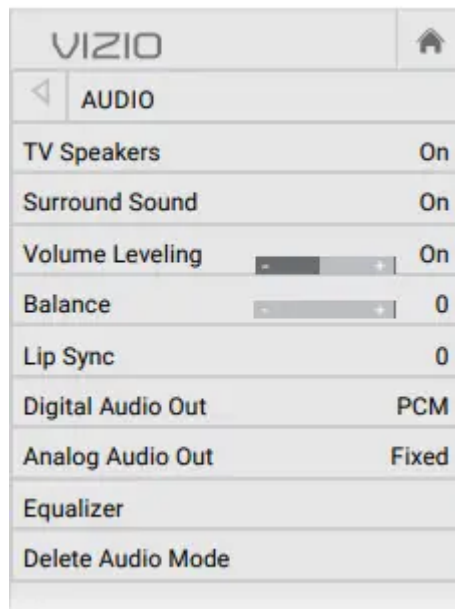 VIZIO
AUDIO
TV Speakers On
Surround Sound On
Volume Leveling - + On
Balance - + 0
Lip Sync 0
Digital Audio Out PCM
Analog Audio Out Fixed
Equalizer
Delete Audio Mode